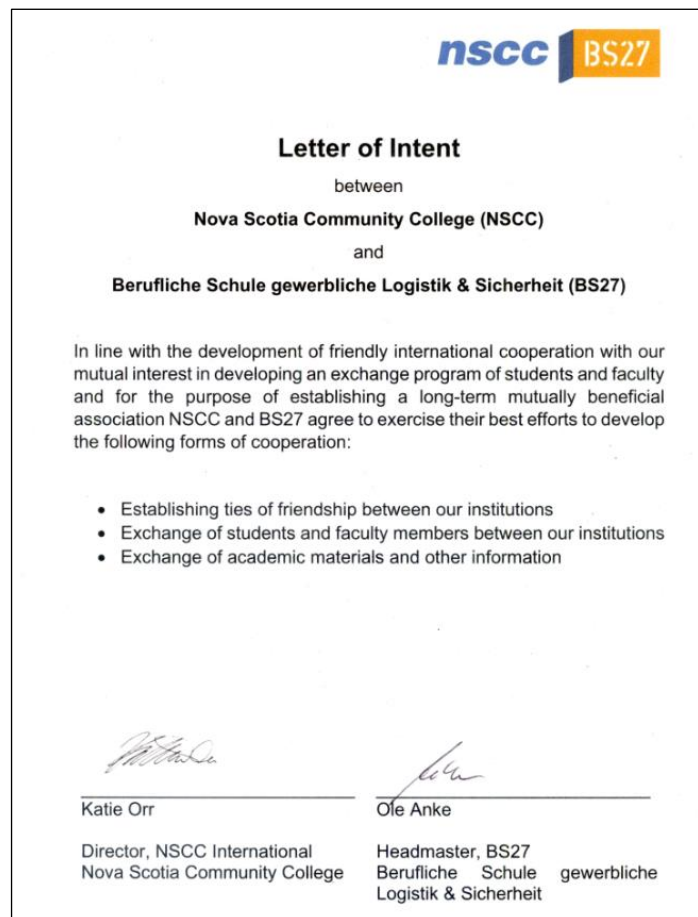 nscc BS27
Letter of Intent
between
Nova Scotia Community College (NSCC)
and
Berufliche Schule gewerbliche Logistik & Sicherheit (BS27)
In line with the development of friendly international cooperation with our
mutual interest in developing an exchange program of students and faculty
and for the purpose of establishing a long-term mutually beneficial
association NSCC and BS27 agree to exercise their best efforts to develop
the following forms of cooperation:
• Establishing ties of friendship between our institutions
• Exchange of students and faculty members between our institutions
• Exchange of academic materials and other information
Katie Orr
Director, NSCC International
Nova Scotia Community College
Ole Anke
Headmaster, BS27
Berufliche Schule gewerbliche
Logistik & Sicherheit